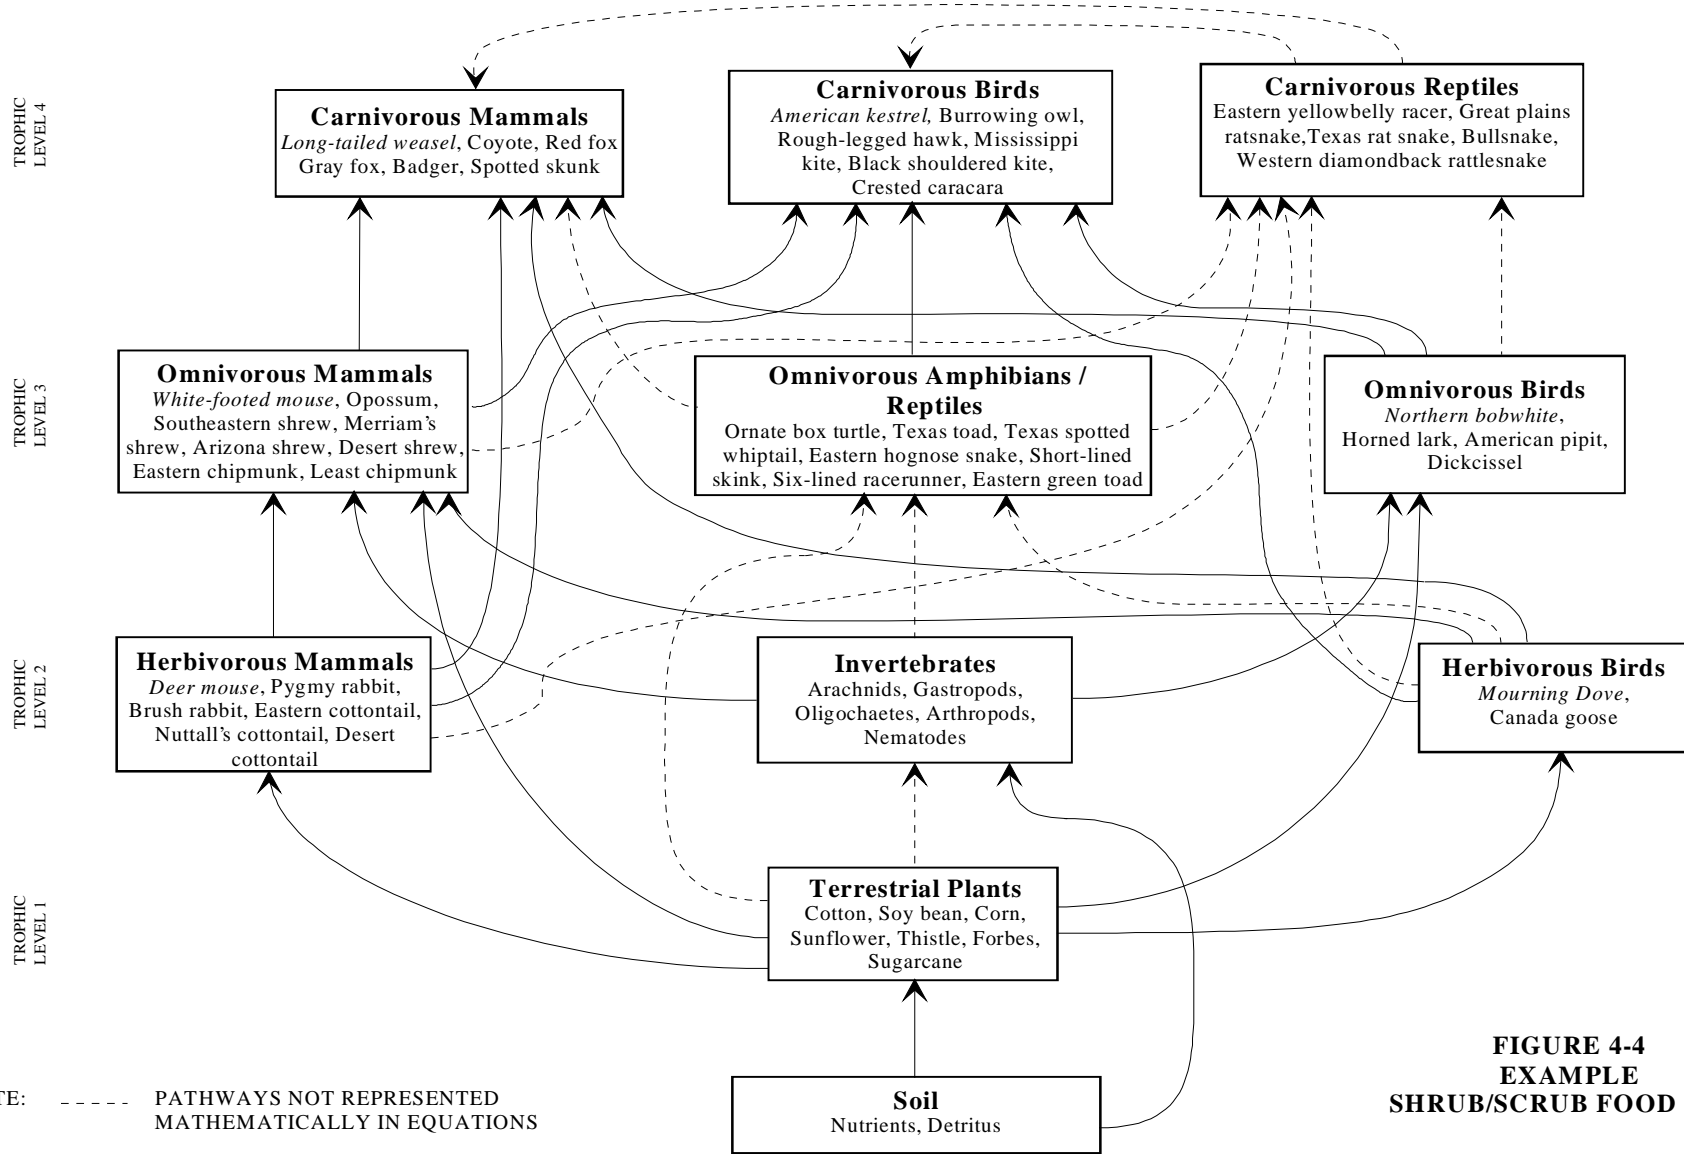 TROPHIC
LEVEL 4
Carnivorous Mammals
Long-tailed weasel, Coyote, Red fox
Gray fox, Badger, Spotted skunk
Carnivorous Birds
American kestrel, Burrowing owl,
Rough-legged hawk, Mississippi
kite, Black shouldered kite,
Crested caracara
Carnivorous Reptiles
Eastern yellowbelly racer, Great plains
ratsnake,Texas rat snake, Bullsnake,
Western diamondback rattlesnake
TROPHIC
LEVEL 3
Omnivorous Mammals
White-footed mouse, Opossum,
Southeastern shrew, Merriam's
shrew, Arizona shrew, Desert shrew,
Eastern chipmunk, Least chipmunk
Omnivorous Amphibians /
Reptiles
Ornate box turtle, Texas toad, Texas spotted
whiptail, Eastern hognose snake, Short-lined
skink, Six-lined racerunner, Eastern green toad
Omnivorous Birds
Northern bobwhite,
Horned lark, American pipit,
Dickcissel
TROPHIC
LEVEL 2
Herbivorous Mammals
Deer mouse, Pygmy rabbit,
Brush rabbit, Eastern cottontail,
Nuttall's cottontail, Desert
cottontail
Invertebrates
Arachnids, Gastropods,
Oligochaetes, Arthropods,
Nematodes
Herbivorous Birds
Mourning Dove,
Canada goose
TROPHIC
LEVEL 1
Terrestrial Plants
Cotton, Soy bean, Corn,
Sunflower, Thistle, Forbes,
Sugarcane
Soil
Nutrients, Detritus
TE: PATHWAYS NOT REPRESENTED
MATHEMATICALLY IN EQUATIONS
FIGURE 4-4
EXAMPLE
SHRUB/SCRUB FOOD